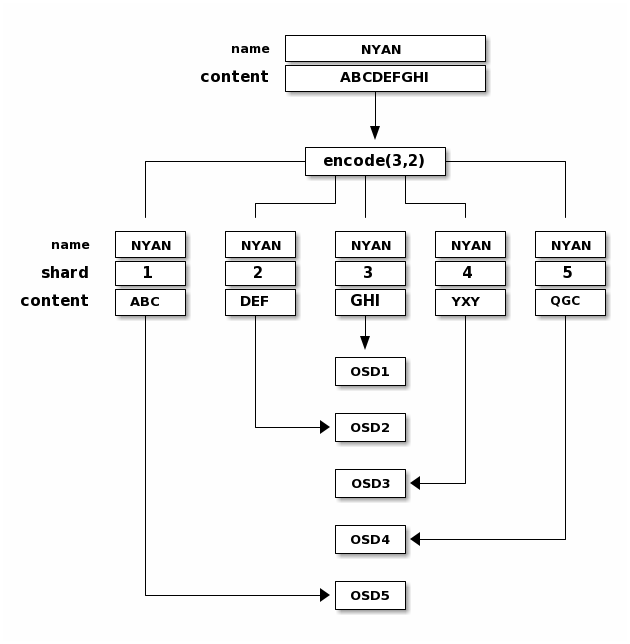 name NYAN
content ABCDEFGHI
encode(3,2)
name NYAN NYAN NYAN NYAN NYAN
shard 1 2 3 4 5
content ABC DEF GHI YXY QGC
OSD1
OSD2
OSD3
OSD4
OSD5